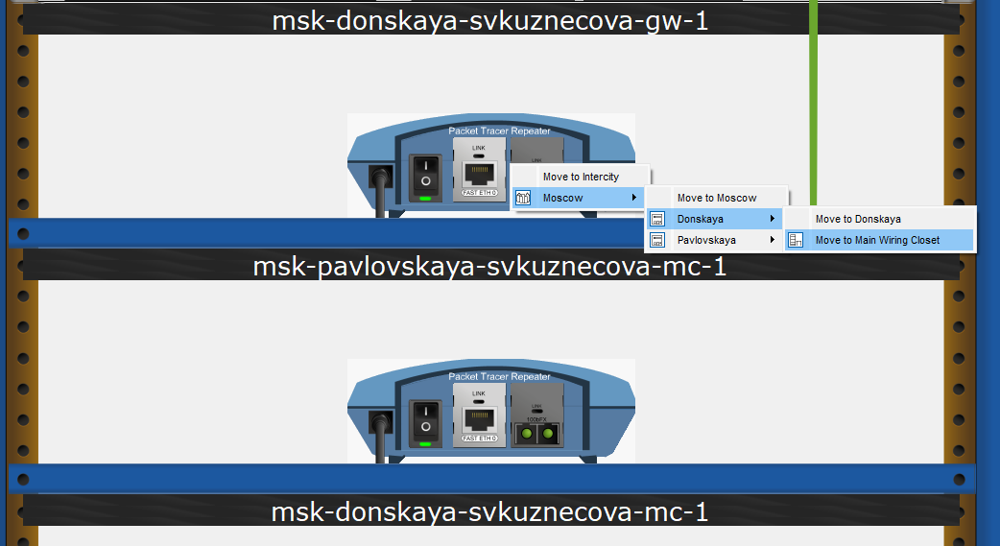 msk-donskaya-svkuznecova-gw-1
Packet Tracer Repeater
LINK
LINK
FAST ETH 0
Move to Intercity
Moscow
Move to Moscow
Donskaya
Move to Donskaya
Pavlovskaya
Move to Main Wiring Closet
msk-pavlovskaya-svkuznecova-mc-1
Packet Tracer Repeater
LINK
LINK
100bFX
FAST ETH 0
msk-donskaya-svkuznecova-mc-1